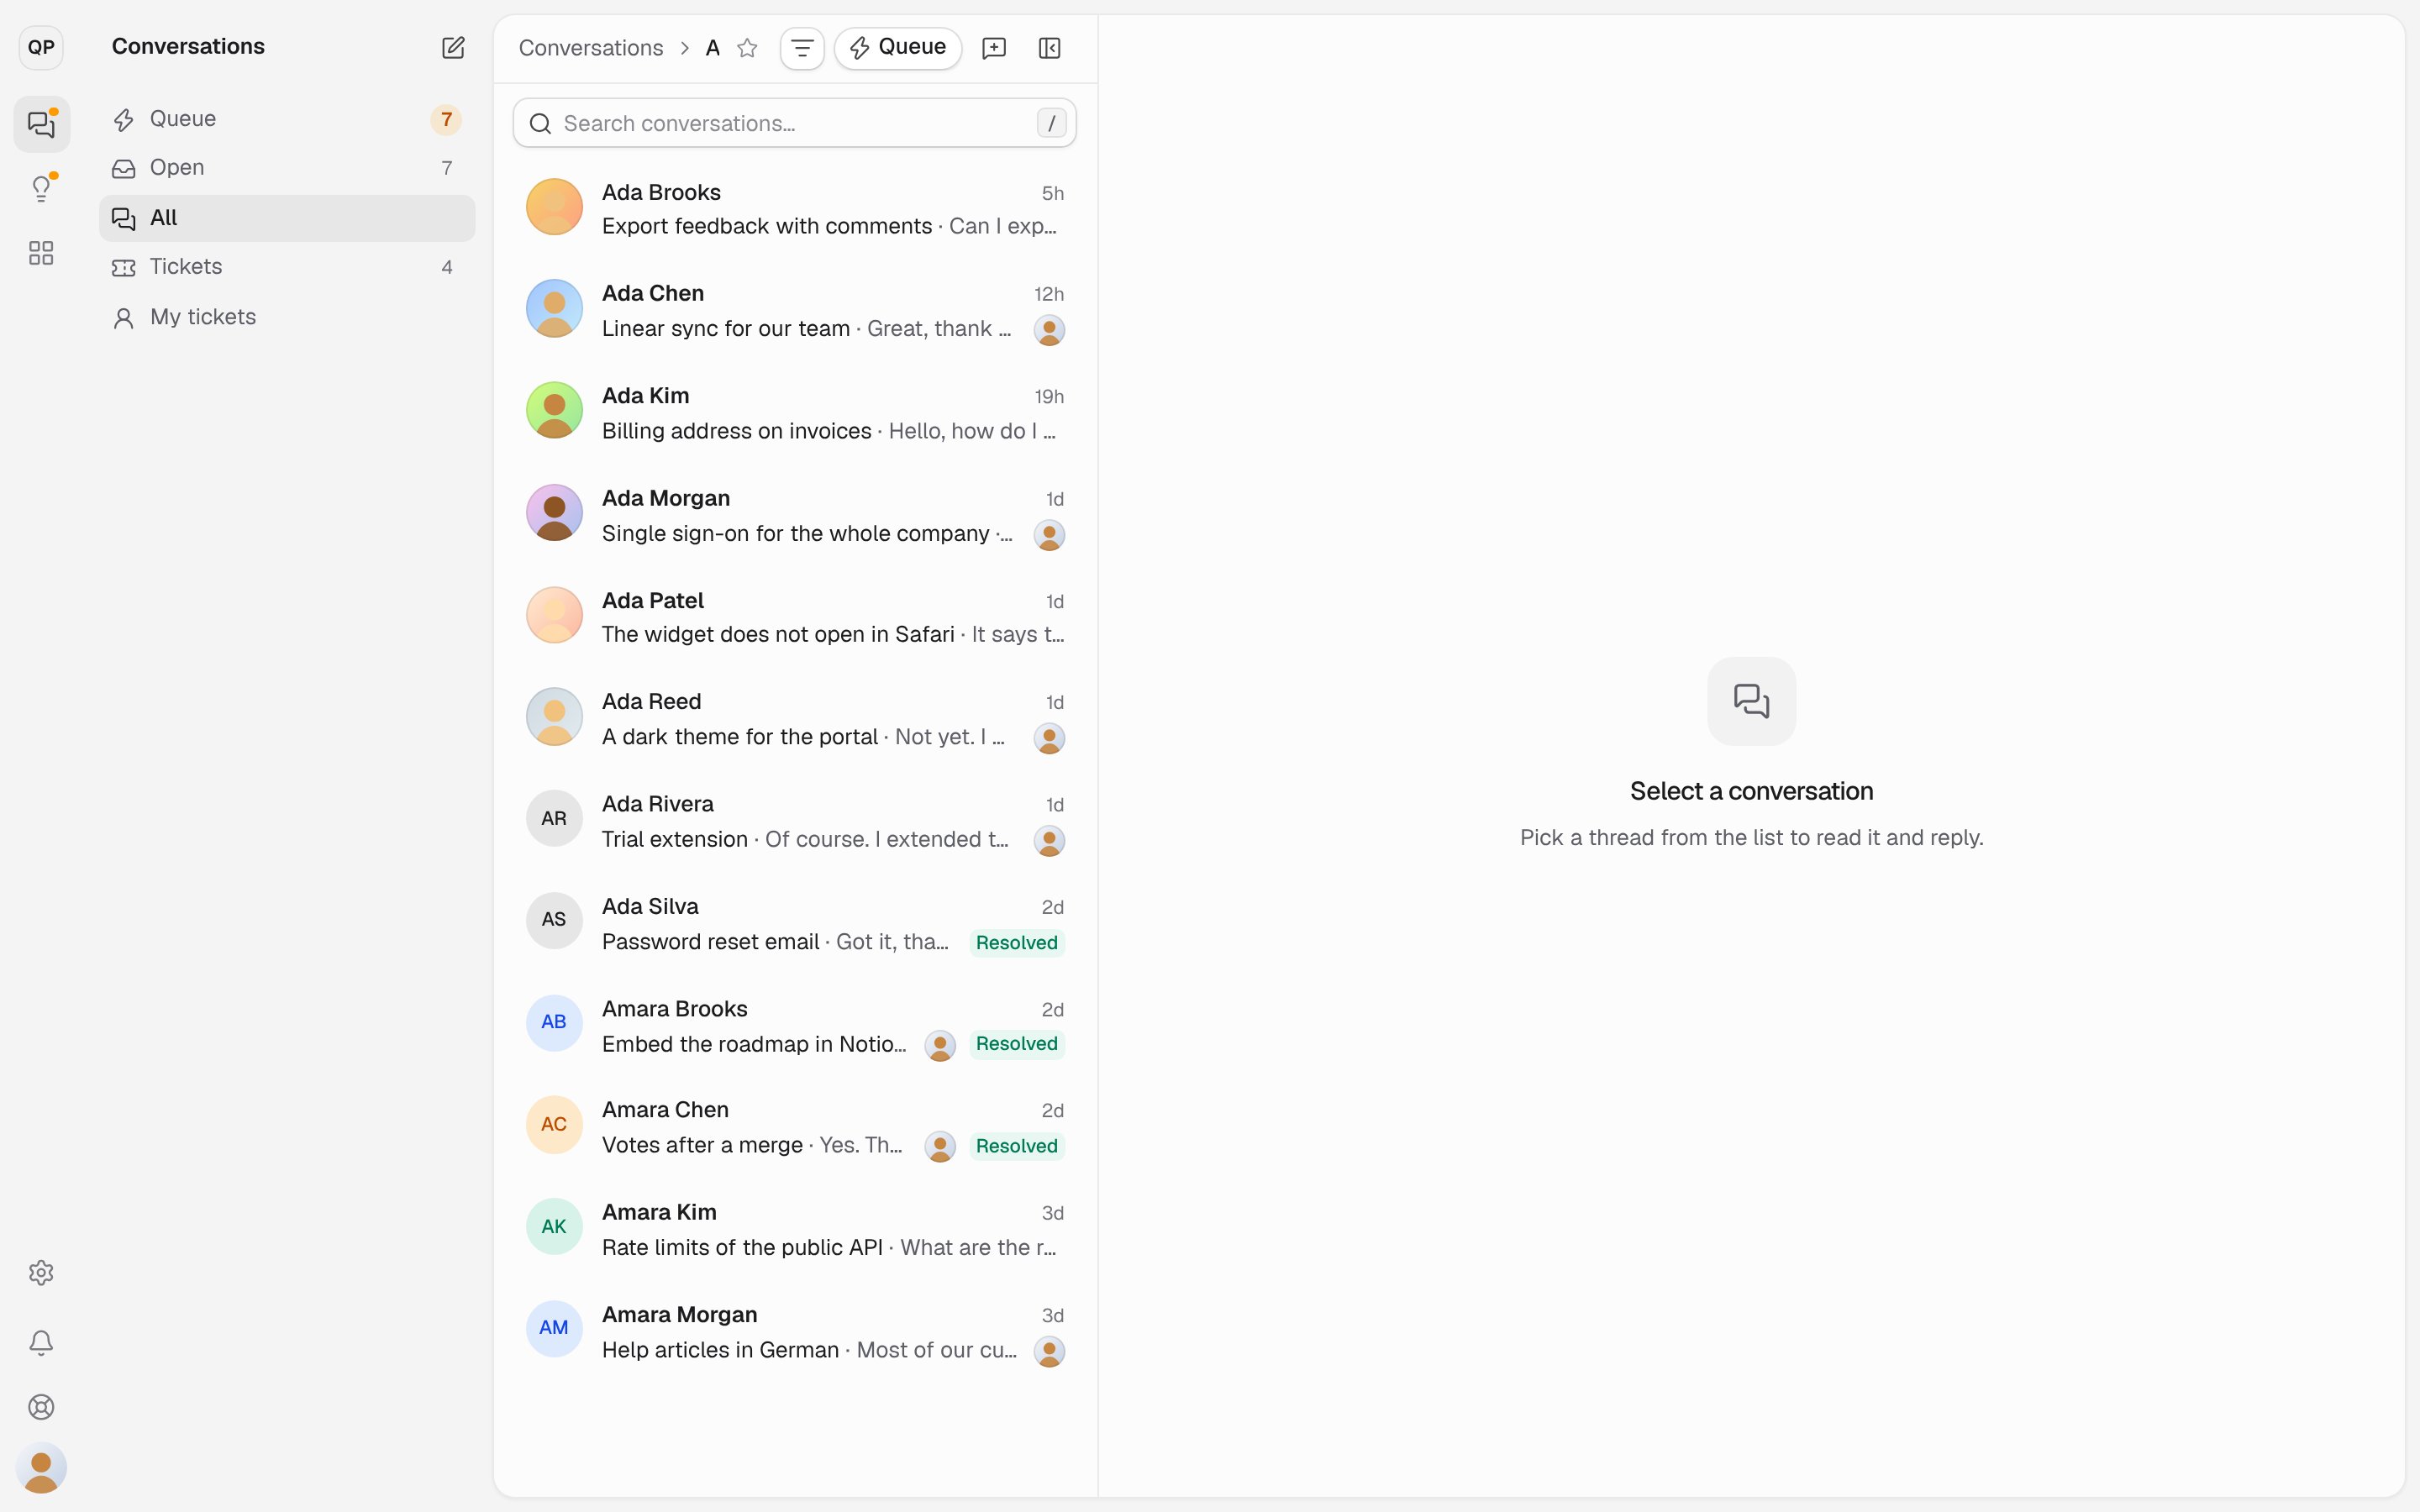 QP
Conversations
Queue 7
Open 7
All
Tickets 4
My tickets
Conversations > A Queue
Search conversations... /
Ada Brooks 5h
Export feedback with comments · Can I exp...
Ada Chen 12h
Linear sync for our team · Great, thank ...
Ada Kim 19h
Billing address on invoices · Hello, how do I ...
Ada Morgan 1d
Single sign-on for the whole company ·...
Ada Patel 1d
The widget does not open in Safari · It says t...
Ada Reed 1d
A dark theme for the portal · Not yet. I ...
AR
Ada Rivera 1d
Trial extension · Of course. I extended t...
AS
Ada Silva 2d
Password reset email · Got it, tha... Resolved
AB
Amara Brooks 2d
Embed the roadmap in Notio... Resolved
AC
Amara Chen 2d
Votes after a merge · Yes. Th... Resolved
AK
Amara Kim 3d
Rate limits of the public API · What are the r...
AM
Amara Morgan 3d
Help articles in German · Most of our cu...
Select a conversation
Pick a thread from the list to read it and reply.